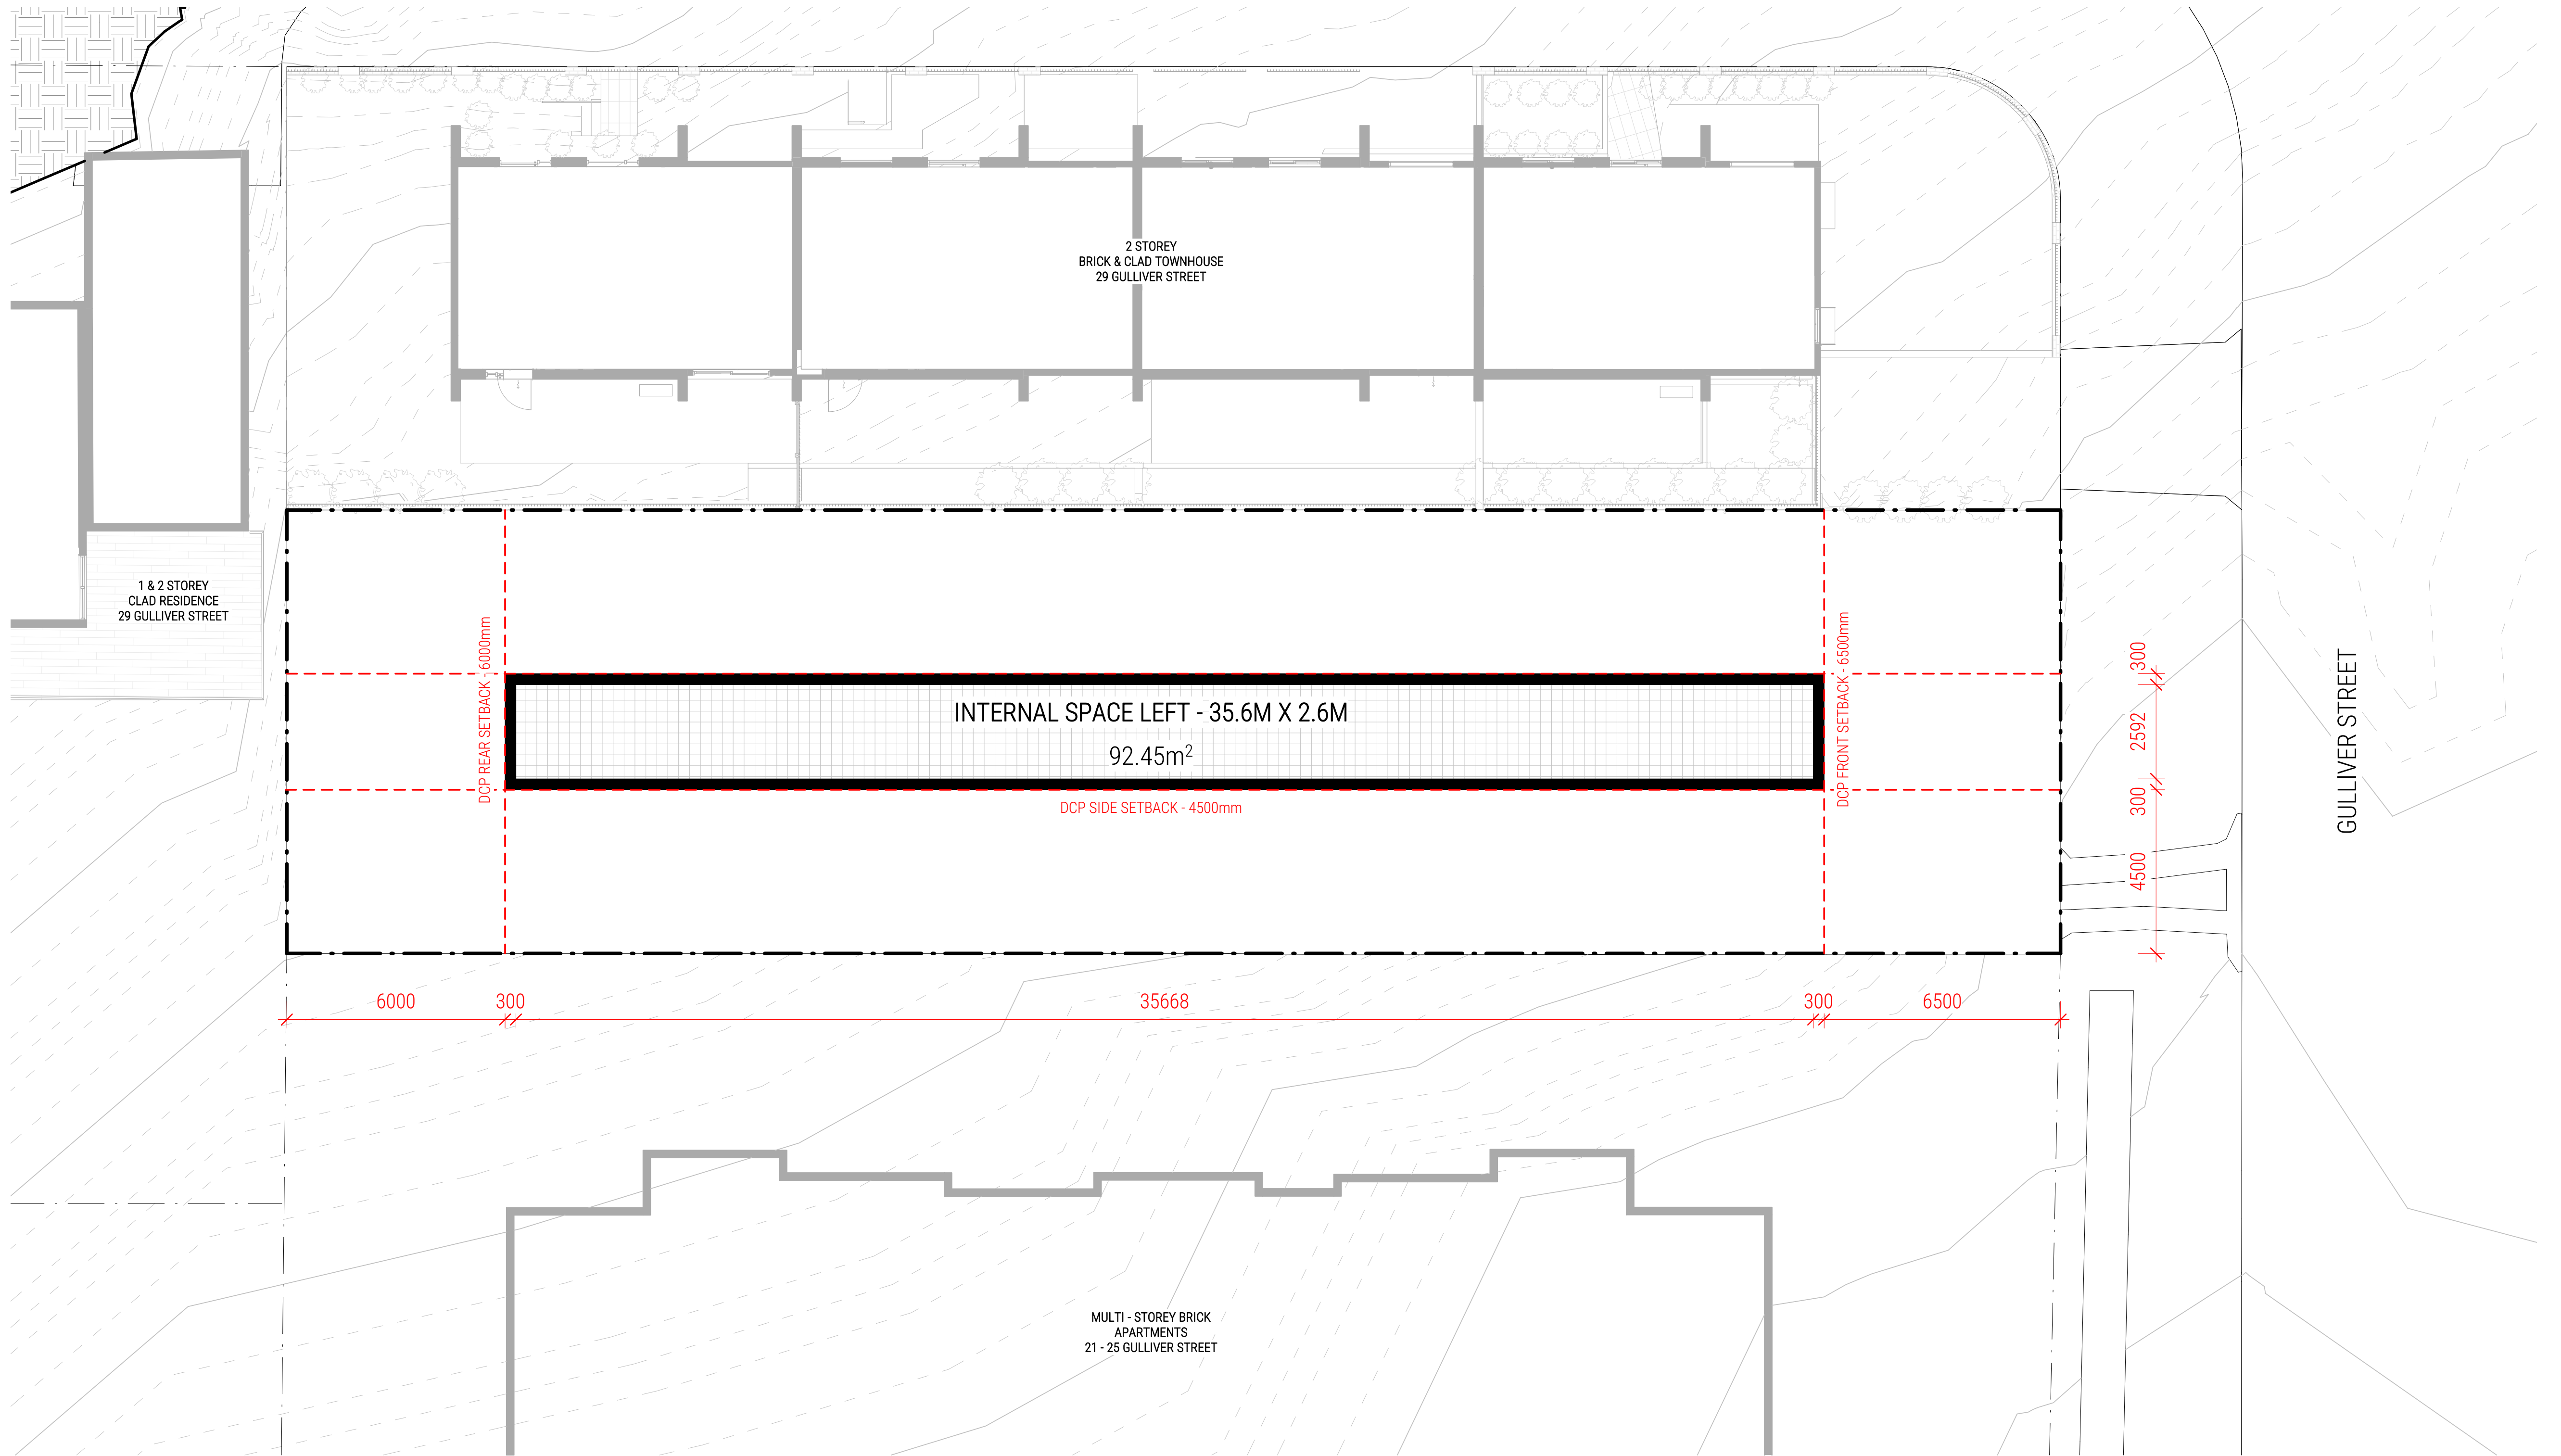 2 STOREY
BRICK & CLAD TOWNHOUSE
29 GULLIVER STREET
1 & 2 STOREY
CLAD RESIDENCE
29 GULLIVER STREET
DCP REAR SETBACK - 6000mm
INTERNAL SPACE LEFT - 35.6M X 2.6M
92.45m²
DCP SIDE SETBACK - 4500mm
DCP FRONT SETBACK - 6500mm
300
2592
300
4500
GULLIVER STREET
6000
300
35668
300
6500
MULTI - STOREY BRICK
APARTMENTS
21 - 25 GULLIVER STREET